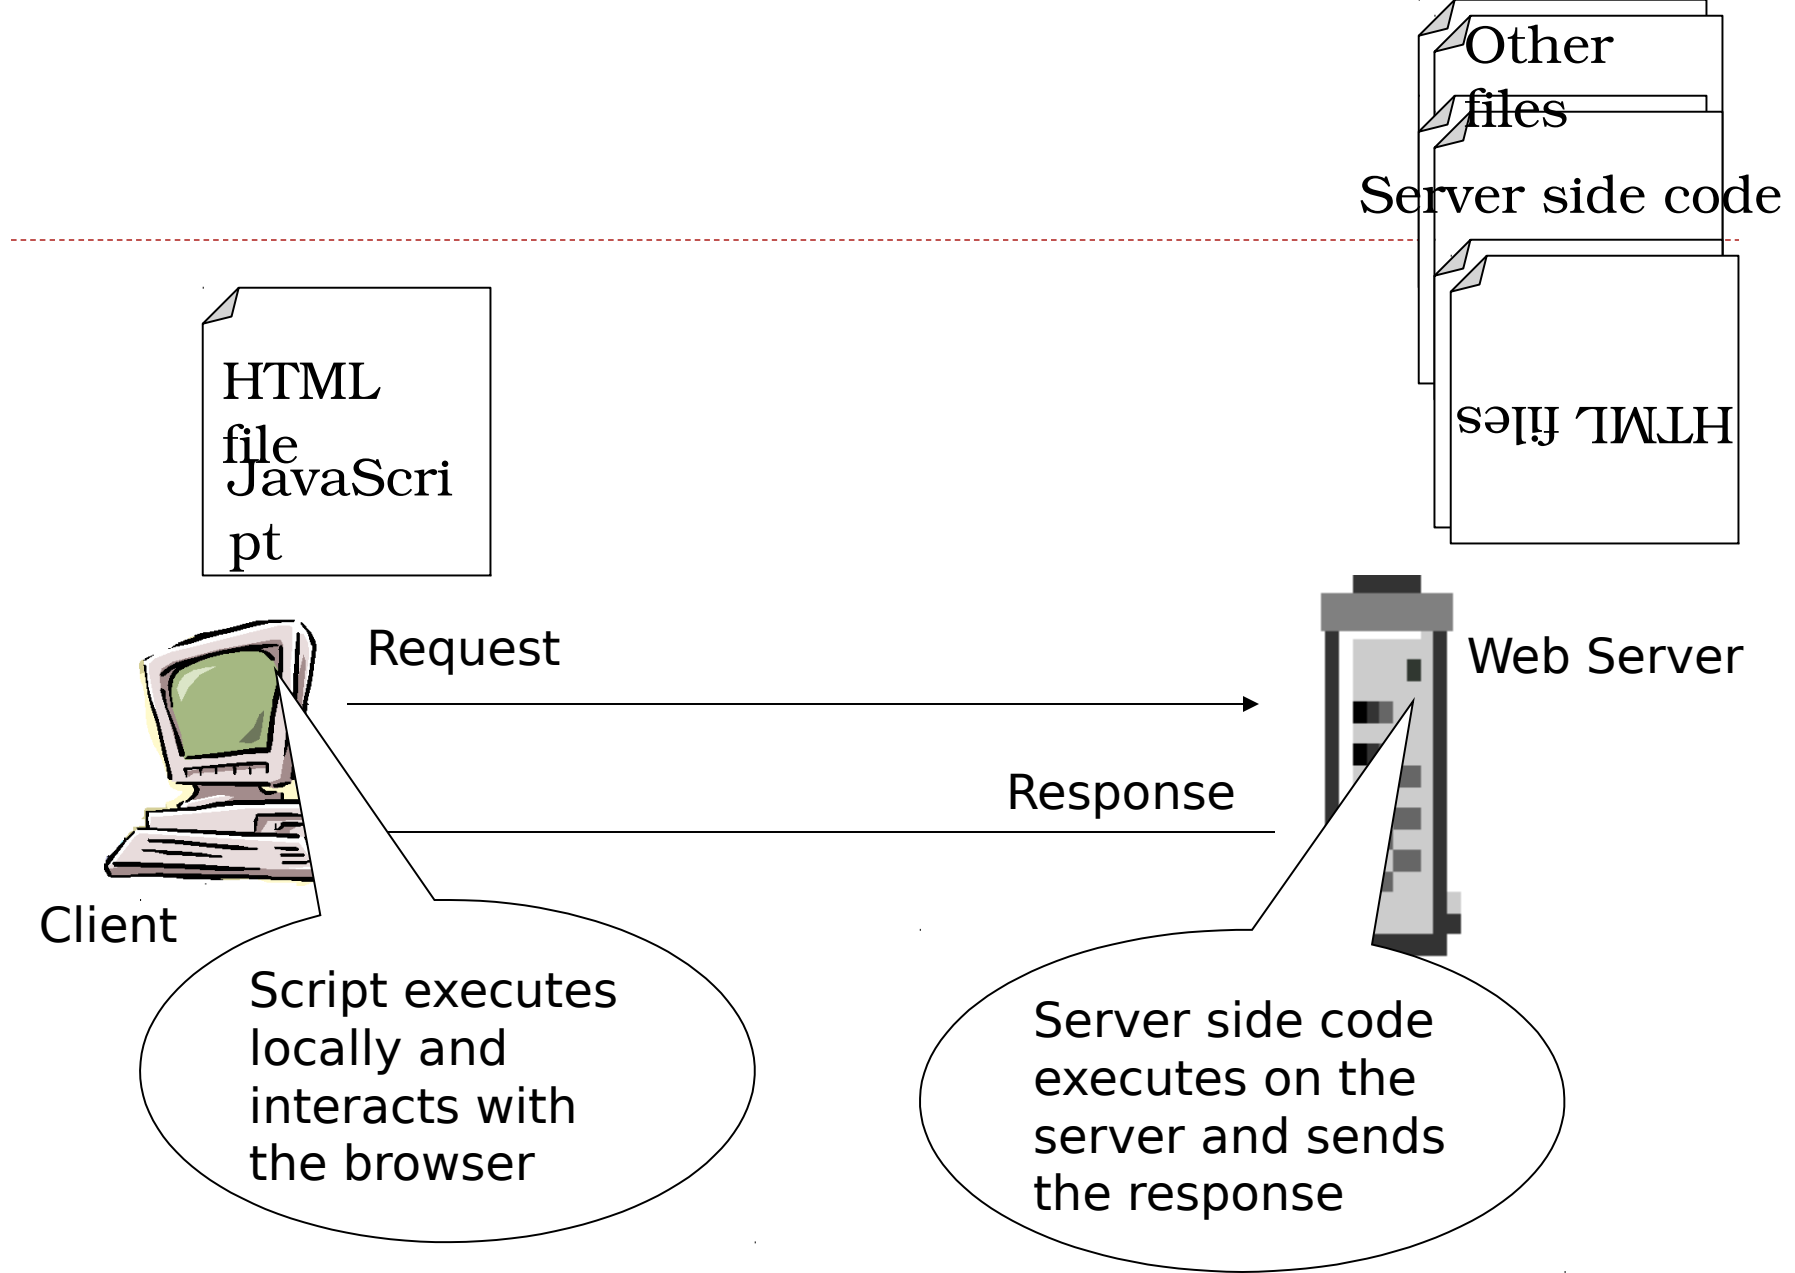 Other
files
Server side code
HTML
file
JavaScri
pt
HTML files
Request
Web Server
Response
Client
Script executes
locally and
interacts with
the browser
Server side code
executes on the
server and sends
the response